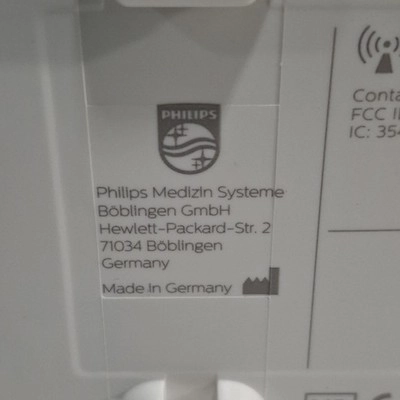 PHILIPS
Philips Medizin Systeme
Böblingen GmbH
Hewlett-Packard-Str. 2
71034 Böblingen
Germany
Made in Germany
Conta
FCC I
IC: 354